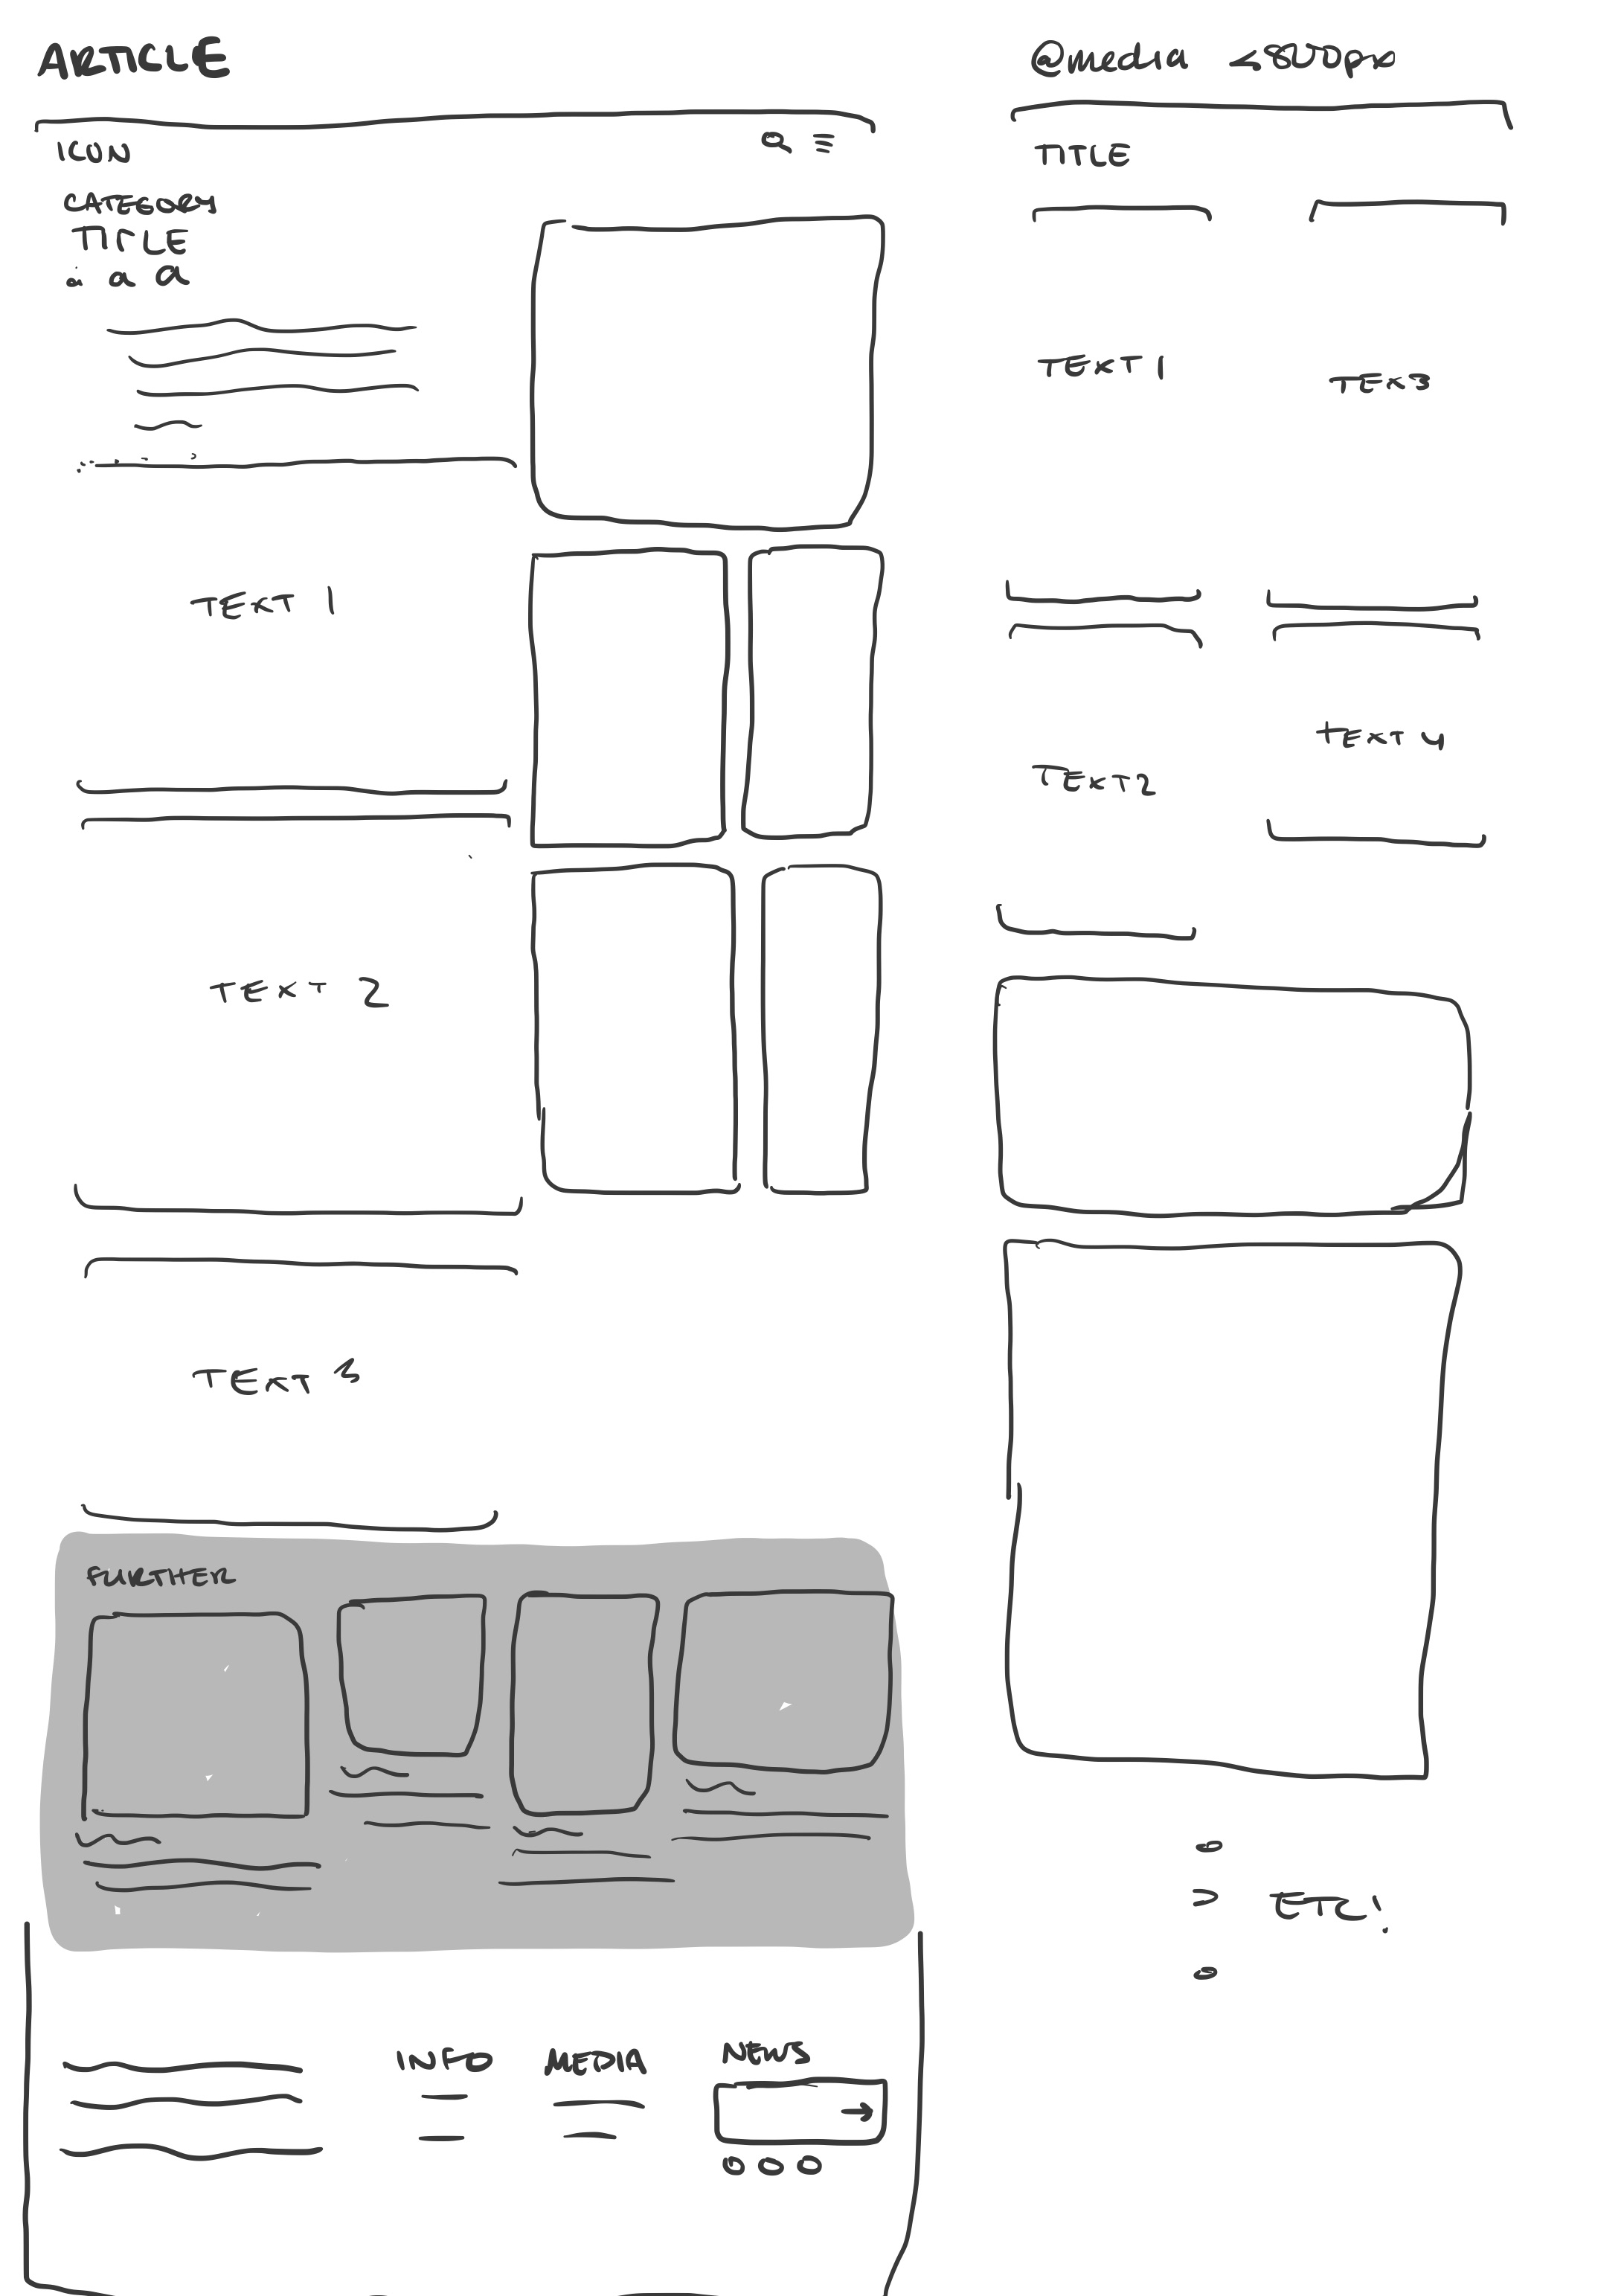 ARTICLE
ICON
CATEGORY
TITLE
a a a
TEXT 1
TEXT 2
TEXT 3
FURTHER
INFO MEDIA NEWS
@media <800px
TITLE
TEXT 1
TEX3
TEXT2
TEXT 4
ETC!